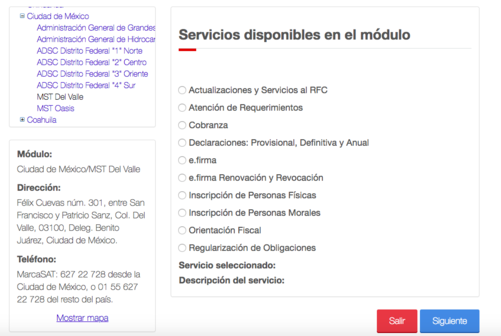 Ciudad de México
Administración General de Grandes
Administración General de Hidrocar
ADSC Distrito Federal "1" Norte
ADSC Distrito Federal "2" Centro
ADSC Distrito Federal "3" Oriente
ADSC Distrito Federal "4" Sur
MST Del Valle
MST Oasis
Coahuila
Módulo:
Ciudad de México/MST Del Valle
Dirección:
Félix Cuevas núm. 301, entre San
Francisco y Patricio Sanz, Col. Del
Valle, 03100, Deleg. Benito
Juárez, Ciudad de México.
Teléfono:
MarcaSAT: 627 22 728 desde la
Ciudad de México, o 01 55 627
22 728 del resto del país.
Mostrar mapa
Servicios disponibles en el módulo
Actualizaciones y Servicios al RFC
Atención de Requerimientos
Cobranza
Declaraciones: Provisional, Definitiva y Anual
e.firma
e.firma Renovación y Revocación
Inscripción de Personas Físicas
Inscripción de Personas Morales
Orientación Fiscal
Regularización de Obligaciones
Servicio seleccionado:
Descripción del servicio:
Salir
Siguiente